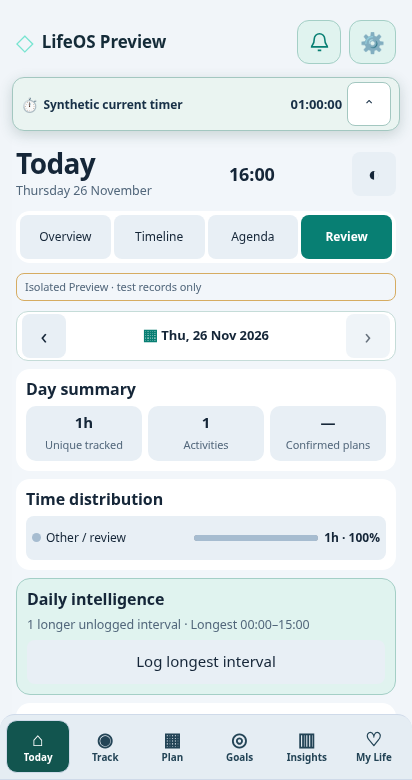 LifeOS Preview
Synthetic current timer 01:00:00
Today
16:00
Thursday 26 November
Overview Timeline Agenda Review
Isolated Preview · test records only
Thu, 26 Nov 2026
Day summary
1h 1 —
Unique tracked Activities Confirmed plans
Time distribution
Other / review 1h · 100%
Daily intelligence
1 longer unlogged interval · Longest 00:00–15:00
Log longest interval
Today Track Plan Goals Insights My Life